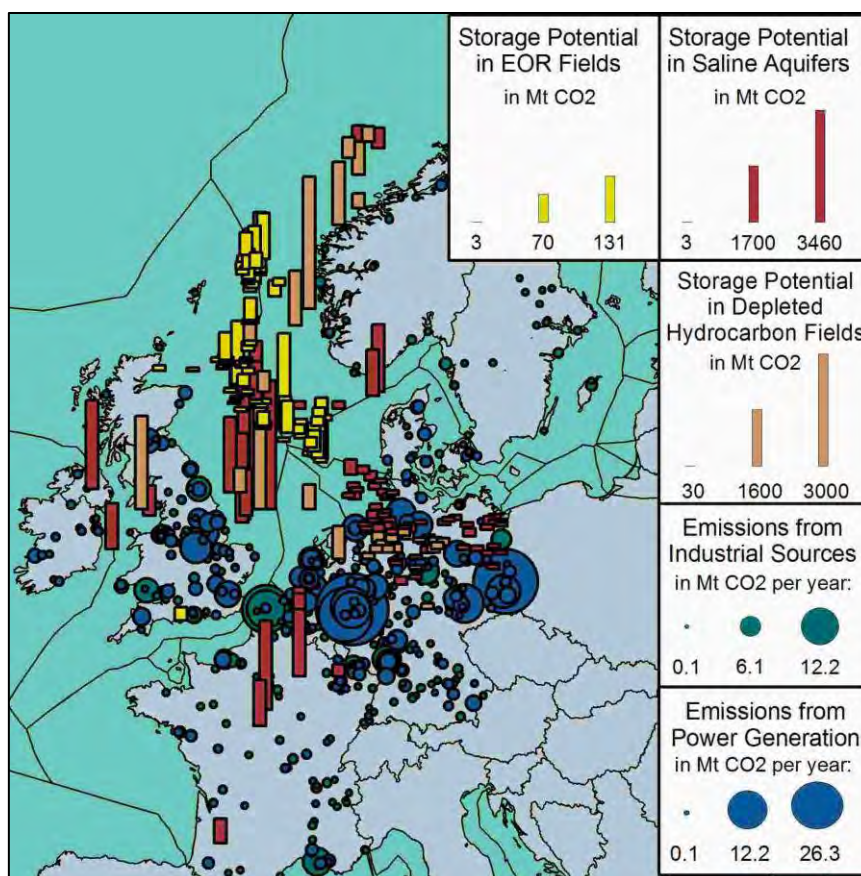 Storage Potential
in EOR Fields
in Mt CO2
3 70 131
Storage Potential
in Saline Aquifers
in Mt CO2
3 1700 3460
Storage Potential
in Depleted
Hydrocarbon Fields
in Mt CO2
30 1600 3000
Emissions from
Industrial Sources
in Mt CO2 per year:
0.1 6.1 12.2
Emissions from
Power Generation
in Mt CO2 per year:
0.1 12.2 26.3